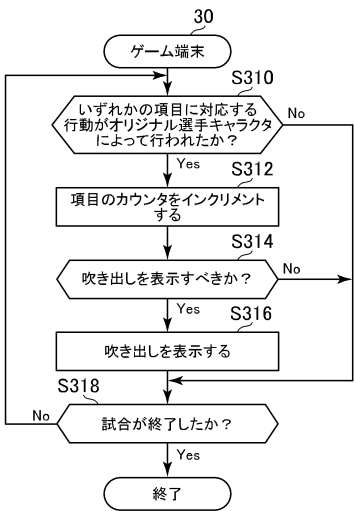 30
ゲーム端末
S310
いずれかの項目に対応する
行動がオリジナル選手キャラクタ
によって行われたか？
No
Yes
S312
項目のカウンタをインクリメント
する
S314
吹き出しを表示すべきか？
No
Yes
S316
吹き出しを表示する
S318
試合が終了したか？
No
Yes
終了